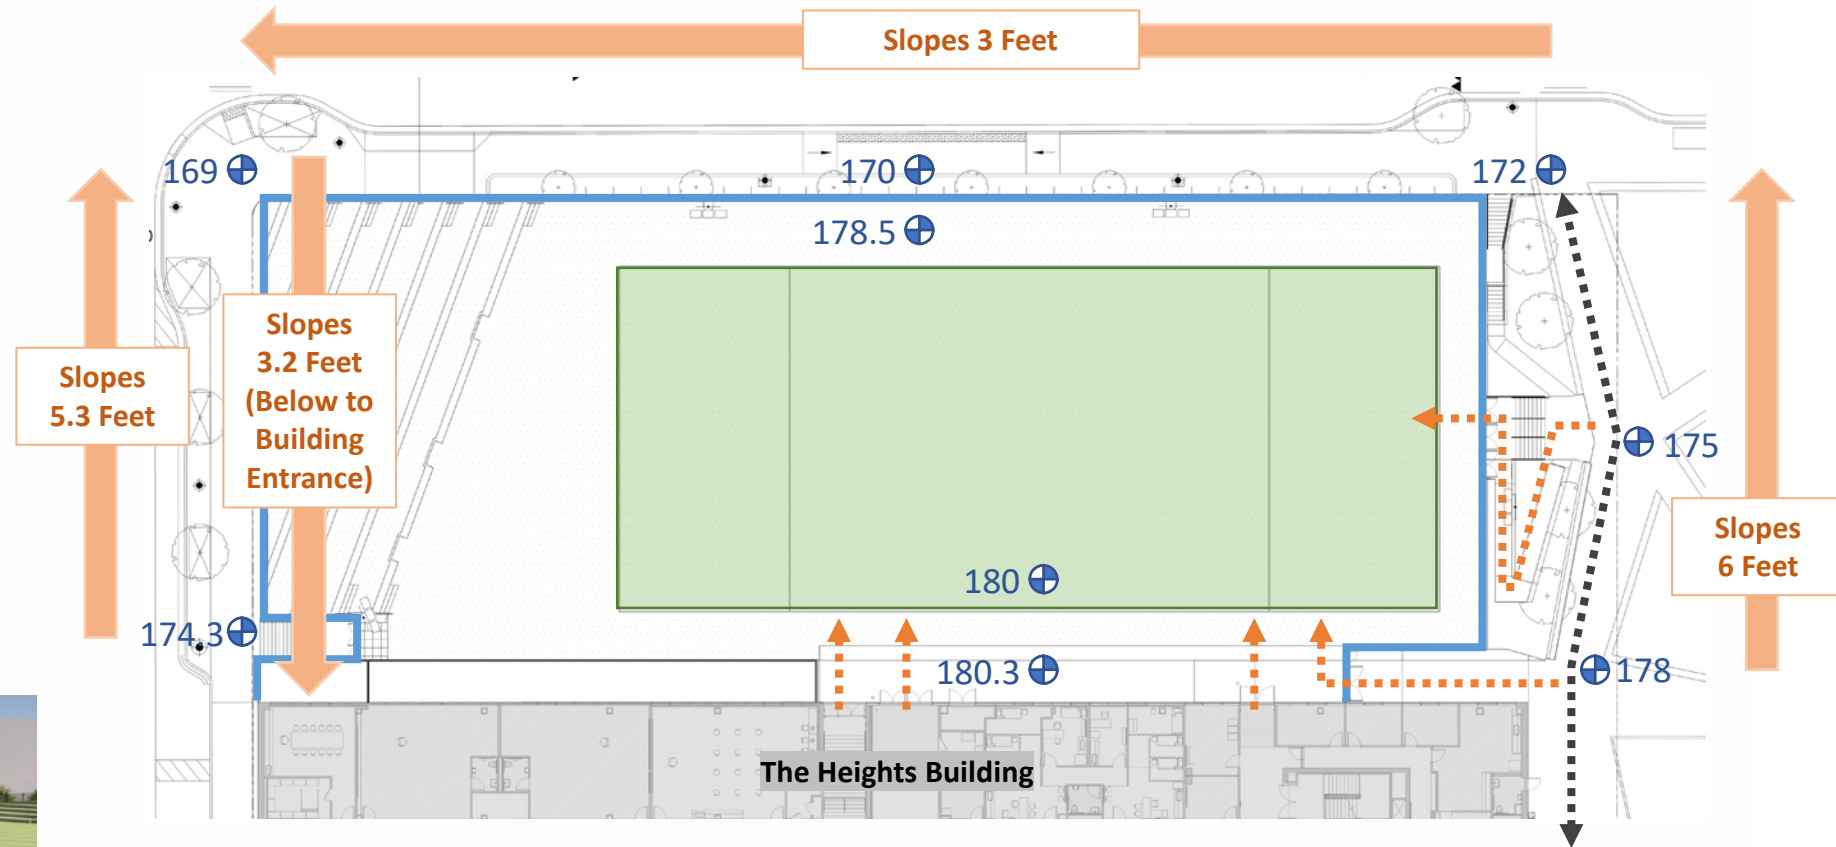 Slopes 3 Feet
169
170
172
178.5
Slopes
3.2 Feet
(Below to
Building
Entrance)
Slopes
5.3 Feet
175
Slopes
6 Feet
180
174.3
180.3
178
The Heights Building